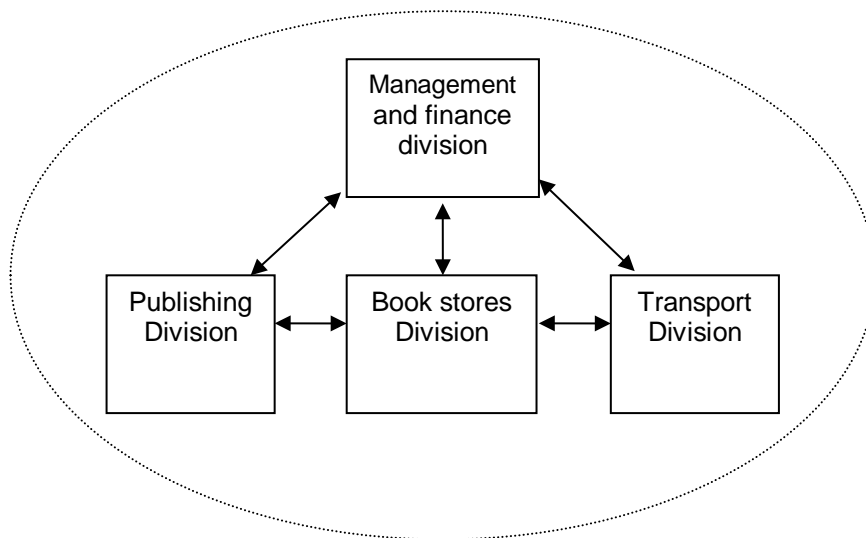 Management
and finance
division
Publishing
Division
Book stores
Division
Transport
Division